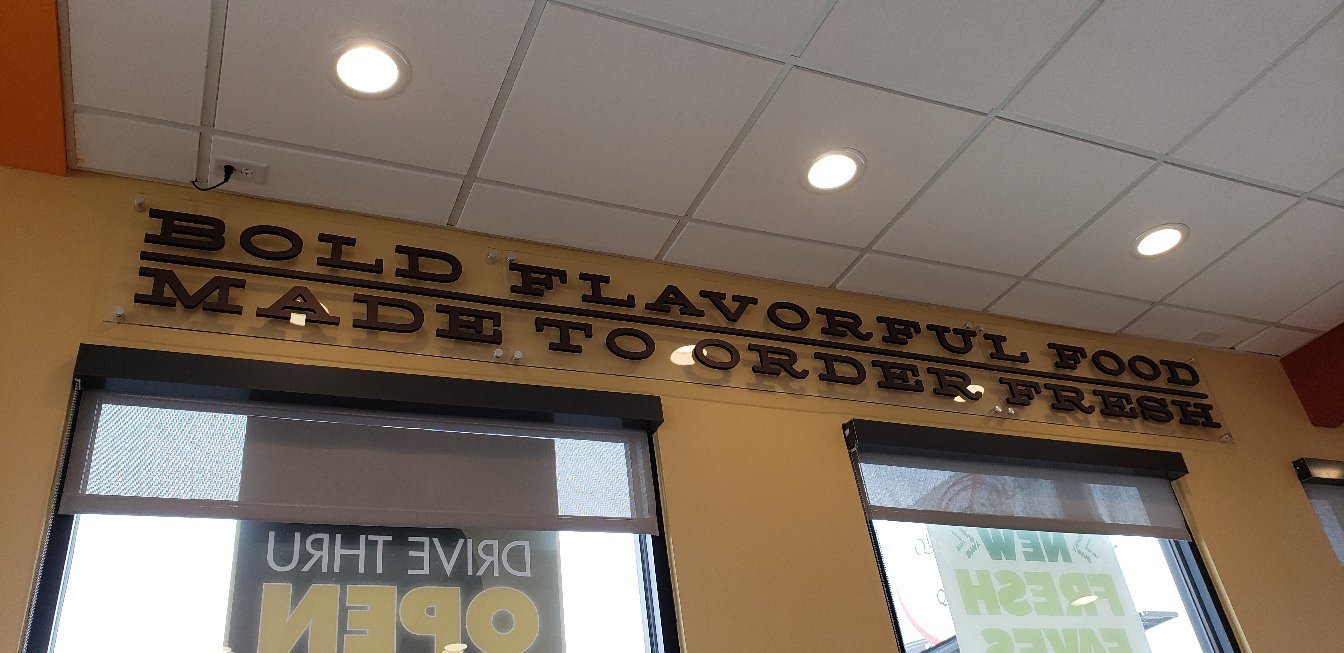 BOLD FLAVORFUL FOOD
MADE TO ORDER FRESH
DRIVE THRU
OPEN
NEW
FRESH